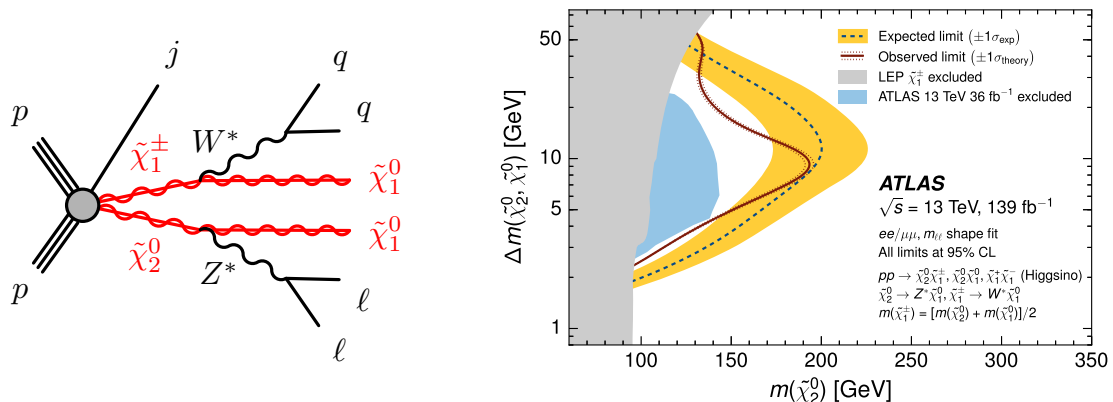 j
q
p
q
W*
χ̃₁±
χ̃₁⁰
χ̃₁⁰
χ̃₂⁰
Z*
p
ℓ
ℓ
Δm(χ̃₂⁰, χ̃₁⁰) [GeV]
50
10
5
1
100 150 200 250 300 350
m(χ̃₂⁰) [GeV]
Expected limit (±1σ_exp)
Observed limit (±1σ_theory)
LEP χ̃₁± excluded
ATLAS 13 TeV 36 fb⁻¹ excluded
ATLAS
√s = 13 TeV, 139 fb⁻¹
ee/μμ, m_ℓℓ shape fit
All limits at 95% CL
pp → χ̃₂⁰χ̃₁±, χ̃₂⁰χ̃₁⁰, χ̃₁⁺χ̃₁⁻ (Higgsino)
χ̃₂⁰ → Z*χ̃₁⁰, χ̃₁± → W*χ̃₁⁰
m(χ̃₁±) = [m(χ̃₂⁰) + m(χ̃₁⁰)]/2